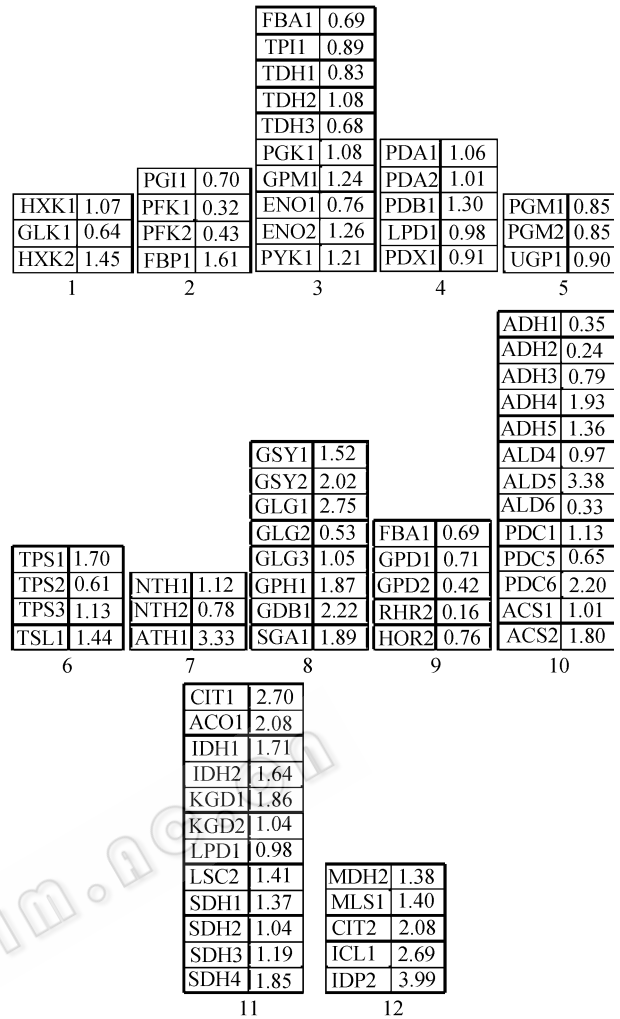 HXK1 1.07
GLK1 0.64
HXK2 1.45
1
PGI1 0.70
PFK1 0.32
PFK2 0.43
FBP1 1.61
2
FBA1 0.69
TPI1 0.89
TDH1 0.83
TDH2 1.08
TDH3 0.68
PGK1 1.08
GPM1 1.24
ENO1 0.76
ENO2 1.26
PYK1 1.21
3
PDA1 1.06
PDA2 1.01
PDB1 1.30
LPD1 0.98
PDX1 0.91
4
PGM1 0.85
PGM2 0.85
UGP1 0.90
5
TPS1 1.70
TPS2 0.61
TPS3 1.13
TSL1 1.44
6
NTH1 1.12
NTH2 0.78
ATH1 3.33
7
GSY1 1.52
GSY2 2.02
GLG1 2.75
GLG2 0.53
GLG3 1.05
GPH1 1.87
GDB1 2.22
SGA1 1.89
8
FBA1 0.69
GPD1 0.71
GPD2 0.42
RHR2 0.16
HOR2 0.76
9
ADH1 0.35
ADH2 0.24
ADH3 0.79
ADH4 1.93
ADH5 1.36
ALD4 0.97
ALD5 3.38
ALD6 0.33
PDC1 1.13
PDC5 0.65
PDC6 2.20
ACS1 1.01
ACS2 1.80
10
CIT1 2.70
ACO1 2.08
IDH1 1.71
IDH2 1.64
KGD1 1.86
KGD2 1.04
LPD1 0.98
LSC2 1.41
SDH1 1.37
SDH2 1.04
SDH3 1.19
SDH4 1.85
11
MDH2 1.38
MLS1 1.40
CIT2 2.08
ICL1 2.69
IDP2 3.99
12
im.ac.cn